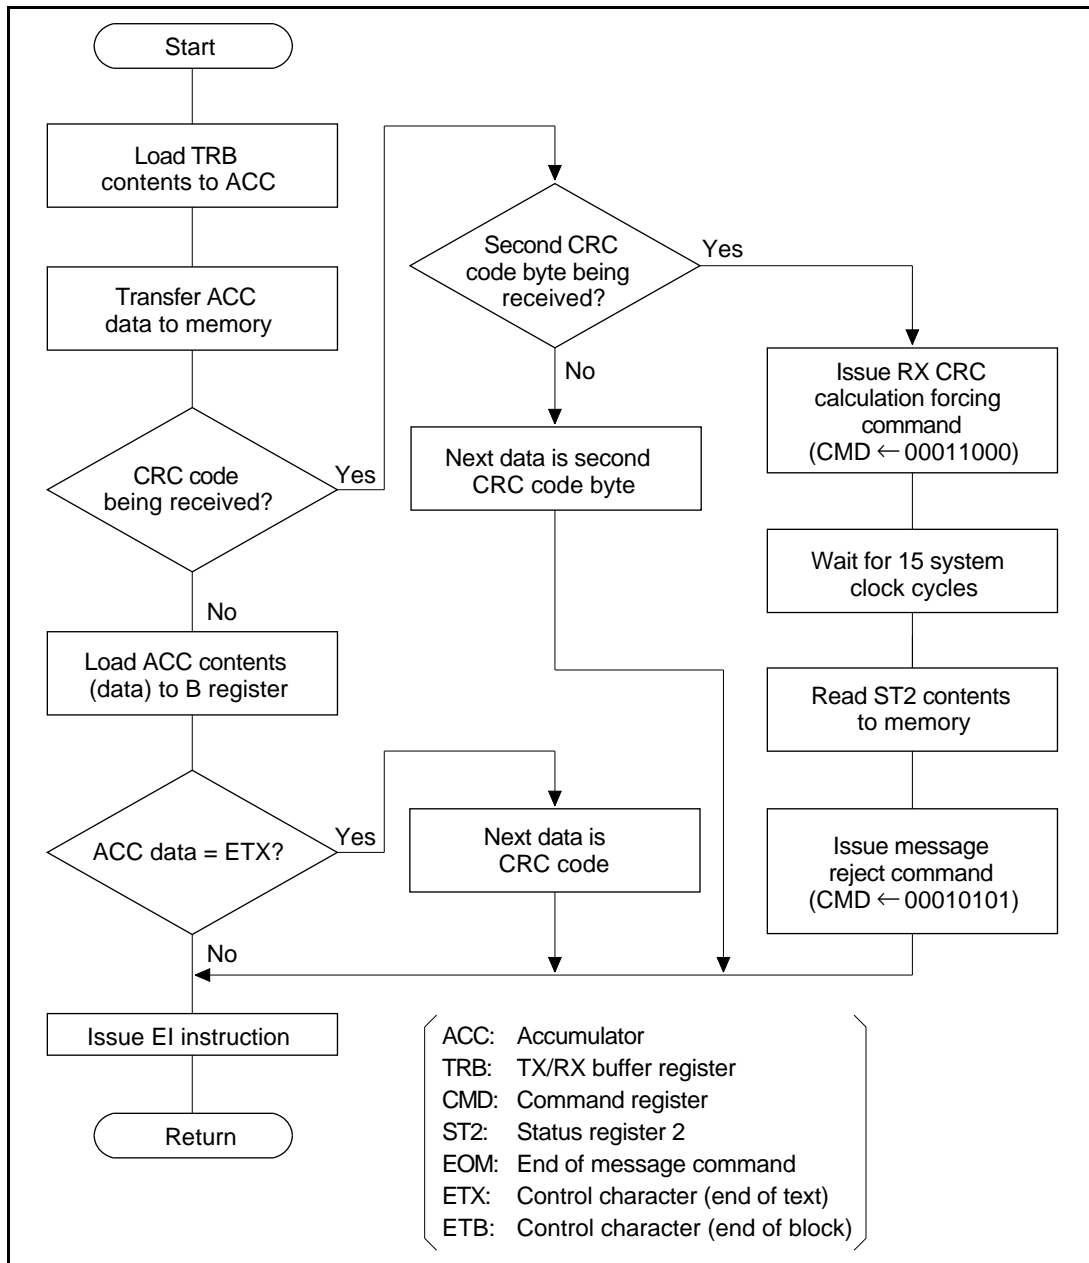 Start
Load TRB
contents to ACC
Transfer ACC
data to memory
CRC code
being received?
Yes
No
Load ACC contents
(data) to B register
ACC data = ETX?
Yes
No
Issue EI instruction
Return
Second CRC
code byte being
received?
Yes
No
Next data is second
CRC code byte
Next data is
CRC code
Issue RX CRC
calculation forcing
command
(CMD ← 00011000)
Wait for 15 system
clock cycles
Read ST2 contents
to memory
Issue message
reject command
(CMD ← 00010101)
ACC: Accumulator
TRB: TX/RX buffer register
CMD: Command register
ST2: Status register 2
EOM: End of message command
ETX: Control character (end of text)
ETB: Control character (end of block)